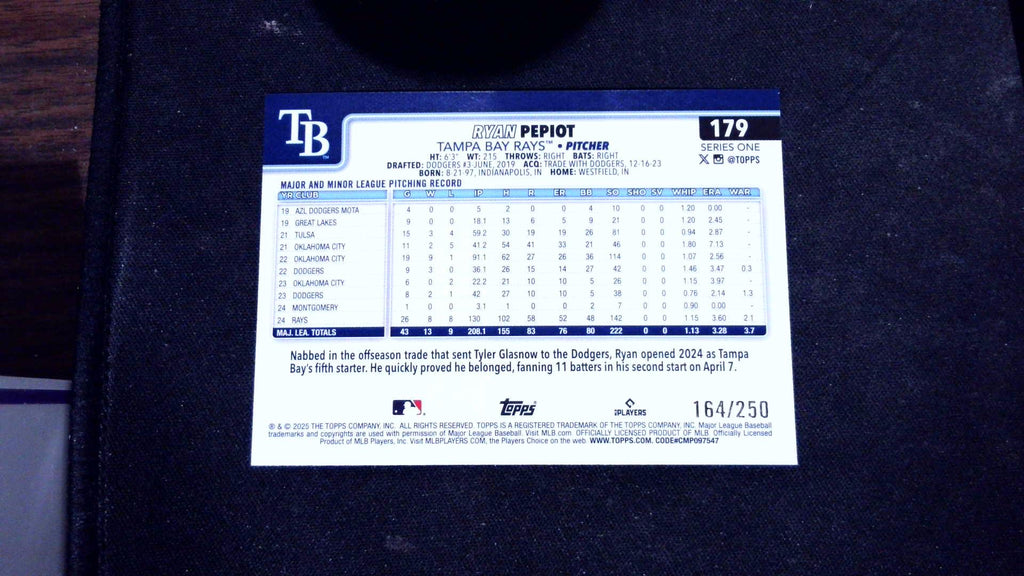 TB
RYAN PEPIOT
179
TAMPA BAY RAYS™ • PITCHER
SERIES ONE
HT: 6'3" WT: 215 THROWS: RIGHT BATS: RIGHT
@TOPPS
DRAFTED: DODGERS #3 JUNE, 2019 ACQ: TRADE WITH DODGERS, 12-16-23
BORN: 8-21-97, INDIANAPOLIS, IN HOME: WESTFIELD, IN
MAJOR AND MINOR LEAGUE PITCHING RECORD
YR CLUB G W L IP H R ER BB SO SHO SV WHIP ERA WAR
19 AZL DODGERS MOTA 4 0 0 5 2 0 0 4 10 0 0 1.20 0.00 -
19 GREAT LAKES 9 0 0 18.1 13 6 5 9 21 0 0 1.20 2.45 -
21 TULSA 15 3 4 59.2 30 19 19 26 81 0 0 0.94 2.87 -
21 OKLAHOMA CITY 11 2 5 41.2 54 41 33 21 46 0 0 1.80 7.13 -
22 OKLAHOMA CITY 19 9 1 91.1 62 27 26 36 114 0 0 1.07 2.56 -
22 DODGERS 9 3 0 36.1 26 15 14 27 42 0 0 1.46 3.47 0.3
23 OKLAHOMA CITY 6 0 2 22.2 21 10 10 5 26 0 0 1.15 3.97 -
23 DODGERS 8 2 1 42 27 10 10 5 38 0 0 0.76 2.14 1.3
24 MONTGOMERY 1 0 0 3.1 1 0 0 2 7 0 0 0.90 0.00 -
24 RAYS 26 8 8 130 102 58 52 48 142 0 0 1.15 3.60 2.1
MAJ. LEA. TOTALS 43 13 9 208.1 155 83 76 80 222 0 0 1.13 3.28 3.7
Nabbed in the offseason trade that sent Tyler Glasnow to the Dodgers, Ryan opened 2024 as Tampa
Bay's fifth starter. He quickly proved he belonged, fanning 11 batters in his second start on April 7.
Topps PLAYERS 164/250
® & © 2025 THE TOPPS COMPANY, INC. ALL RIGHTS RESERVED. TOPPS IS A REGISTERED TRADEMARK OF THE TOPPS COMPANY, INC. Major League Baseball
trademarks and copyrights are used with permission of Major League Baseball. Visit MLB.com. OFFICIALLY LICENSED PRODUCT OF MLB. Officially Licensed
Product of MLB Players, Inc. Visit MLBPLAYERS.COM, the Players Choice on the web. WWW.TOPPS.COM. CODE#CMP097547